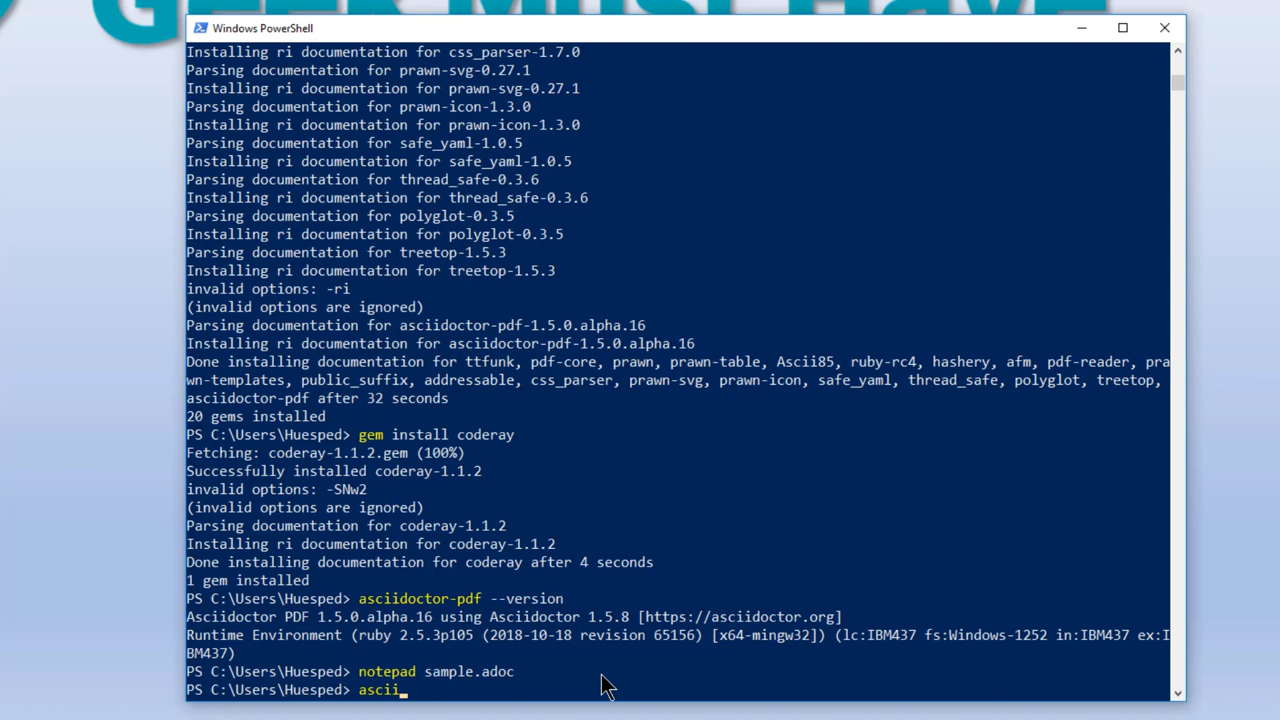 GEEK Must Have
Windows PowerShell
Installing ri documentation for css_parser-1.7.0
Parsing documentation for prawn-svg-0.27.1
Installing ri documentation for prawn-svg-0.27.1
Parsing documentation for prawn-icon-1.3.0
Installing ri documentation for prawn-icon-1.3.0
Parsing documentation for safe_yaml-1.0.5
Installing ri documentation for safe_yaml-1.0.5
Parsing documentation for thread_safe-0.3.6
Installing ri documentation for thread_safe-0.3.6
Parsing documentation for polyglot-0.3.5
Installing ri documentation for polyglot-0.3.5
Parsing documentation for treetop-1.5.3
Installing ri documentation for treetop-1.5.3
invalid options: -ri
(invalid options are ignored)
Parsing documentation for asciidoctor-pdf-1.5.0.alpha.16
Installing ri documentation for asciidoctor-pdf-1.5.0.alpha.16
Done installing documentation for ttfunk, pdf-core, prawn, prawn-table, Ascii85, ruby-rc4, hashery, afm, pdf-reader, pra
wn-templates, public_suffix, addressable, css_parser, prawn-svg, prawn-icon, safe_yaml, thread_safe, polyglot, treetop,
asciidoctor-pdf after 32 seconds
20 gems installed
PS C:\Users\Huesped> gem install coderay
Fetching: coderay-1.1.2.gem (100%)
Successfully installed coderay-1.1.2
invalid options: -SNw2
(invalid options are ignored)
Parsing documentation for coderay-1.1.2
Installing ri documentation for coderay-1.1.2
Done installing documentation for coderay after 4 seconds
1 gem installed
PS C:\Users\Huesped> asciidoctor-pdf --version
Asciidoctor PDF 1.5.0.alpha.16 using Asciidoctor 1.5.8 [https://asciidoctor.org]
Runtime Environment (ruby 2.5.3p105 (2018-10-18 revision 65156) [x64-mingw32]) (lc:IBM437 fs:Windows-1252 in:IBM437 ex:I
BM437)
PS C:\Users\Huesped> notepad sample.adoc
PS C:\Users\Huesped> ascii_